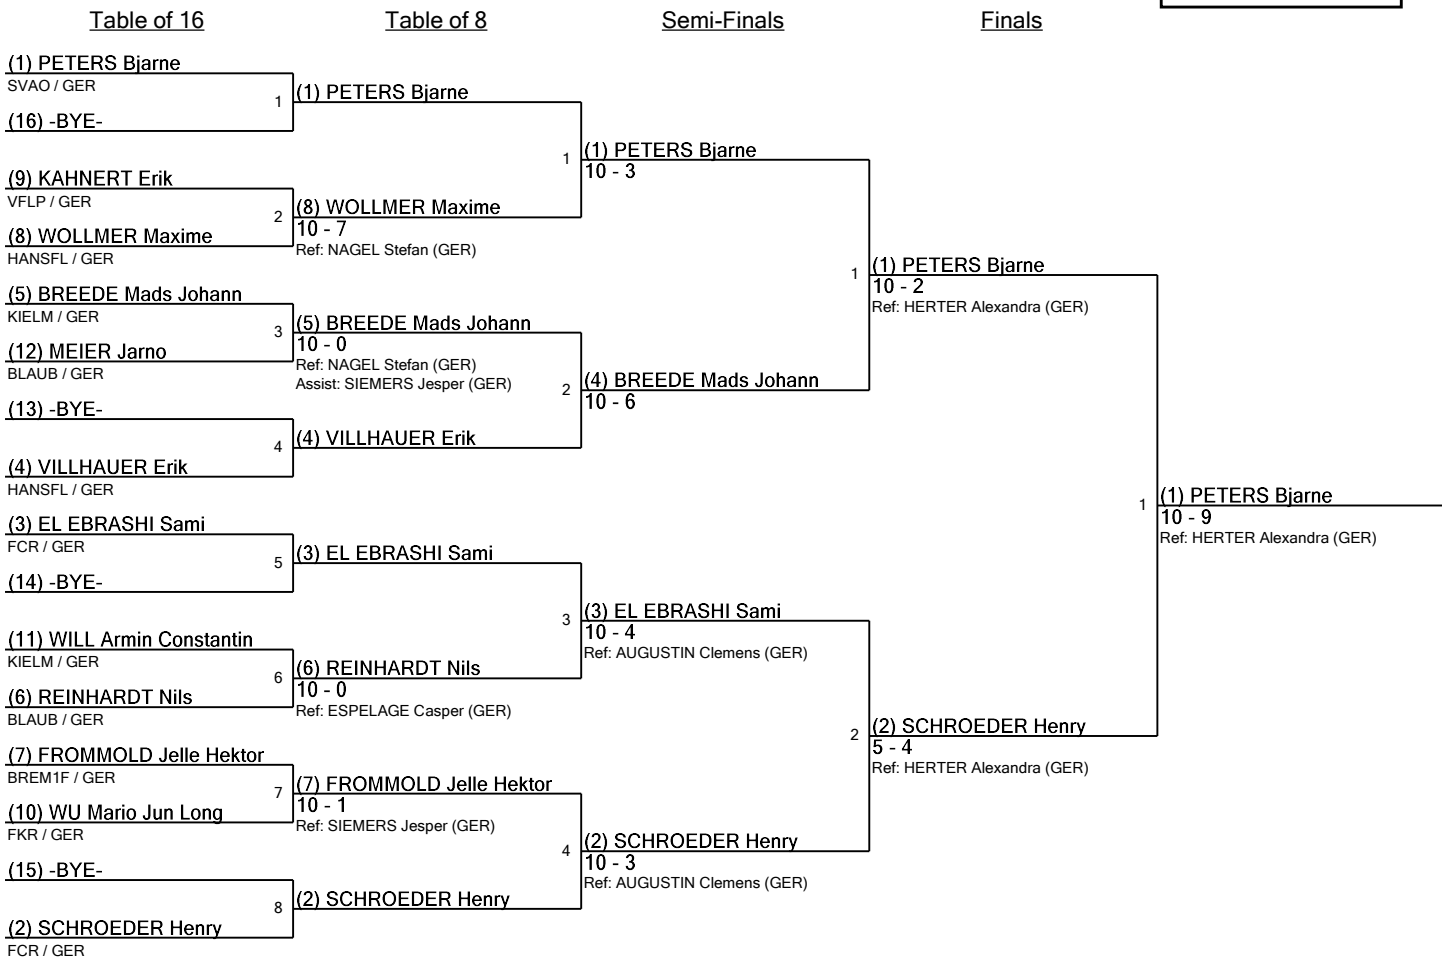 Table of 16
Table of 8
Semi-Finals
Finals
(1) PETERS Bjarne
SVAO / GER
1
(16) -BYE-
(9) KAHNERT Erik
VFLP / GER
2
(8) WOLLMER Maxime
HANSFL / GER
(5) BREEDE Mads Johann
KIELM / GER
3
(12) MEIER Jarno
BLAUB / GER
(13) -BYE-
4
(4) VILLHAUER Erik
HANSFL / GER
(3) EL EBRASHI Sami
FCR / GER
5
(14) -BYE-
(11) WILL Armin Constantin
KIELM / GER
6
(6) REINHARDT Nils
BLAUB / GER
(7) FROMMOLD Jelle Hektor
BREM1F / GER
7
(10) WU Mario Jun Long
FKR / GER
(15) -BYE-
8
(2) SCHROEDER Henry
FCR / GER
(1) PETERS Bjarne
1
(8) WOLLMER Maxime
10 - 7
Ref: NAGEL Stefan (GER)
(5) BREEDE Mads Johann
10 - 0
Ref: NAGEL Stefan (GER)
Assist: SIEMERS Jesper (GER)
2
(4) VILLHAUER Erik
(3) EL EBRASHI Sami
3
(6) REINHARDT Nils
10 - 0
Ref: ESPELAGE Casper (GER)
(7) FROMMOLD Jelle Hektor
10 - 1
Ref: SIEMERS Jesper (GER)
4
(2) SCHROEDER Henry
(1) PETERS Bjarne
10 - 3
1
(4) BREEDE Mads Johann
10 - 6
(3) EL EBRASHI Sami
10 - 4
Ref: AUGUSTIN Clemens (GER)
2
(2) SCHROEDER Henry
10 - 3
Ref: AUGUSTIN Clemens (GER)
(1) PETERS Bjarne
10 - 2
Ref: HERTER Alexandra (GER)
1
(2) SCHROEDER Henry
5 - 4
Ref: HERTER Alexandra (GER)
(1) PETERS Bjarne
10 - 9
Ref: HERTER Alexandra (GER)